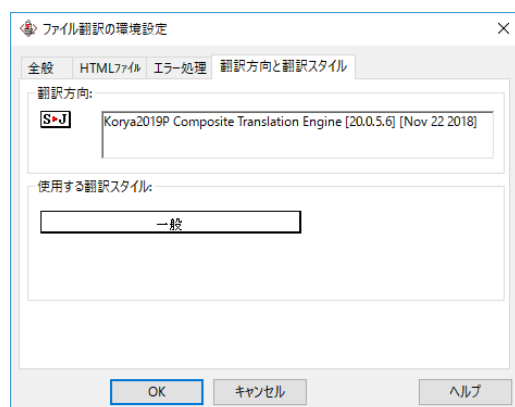 ファイル翻訳の環境設定
全般 HTMLファイル エラー処理 翻訳方向と翻訳スタイル
翻訳方向:
S▸J Korya2019P Composite Translation Engine [20.0.5.6] [Nov 22 2018]
使用する翻訳スタイル:
一般
OK キャンセル ヘルプ